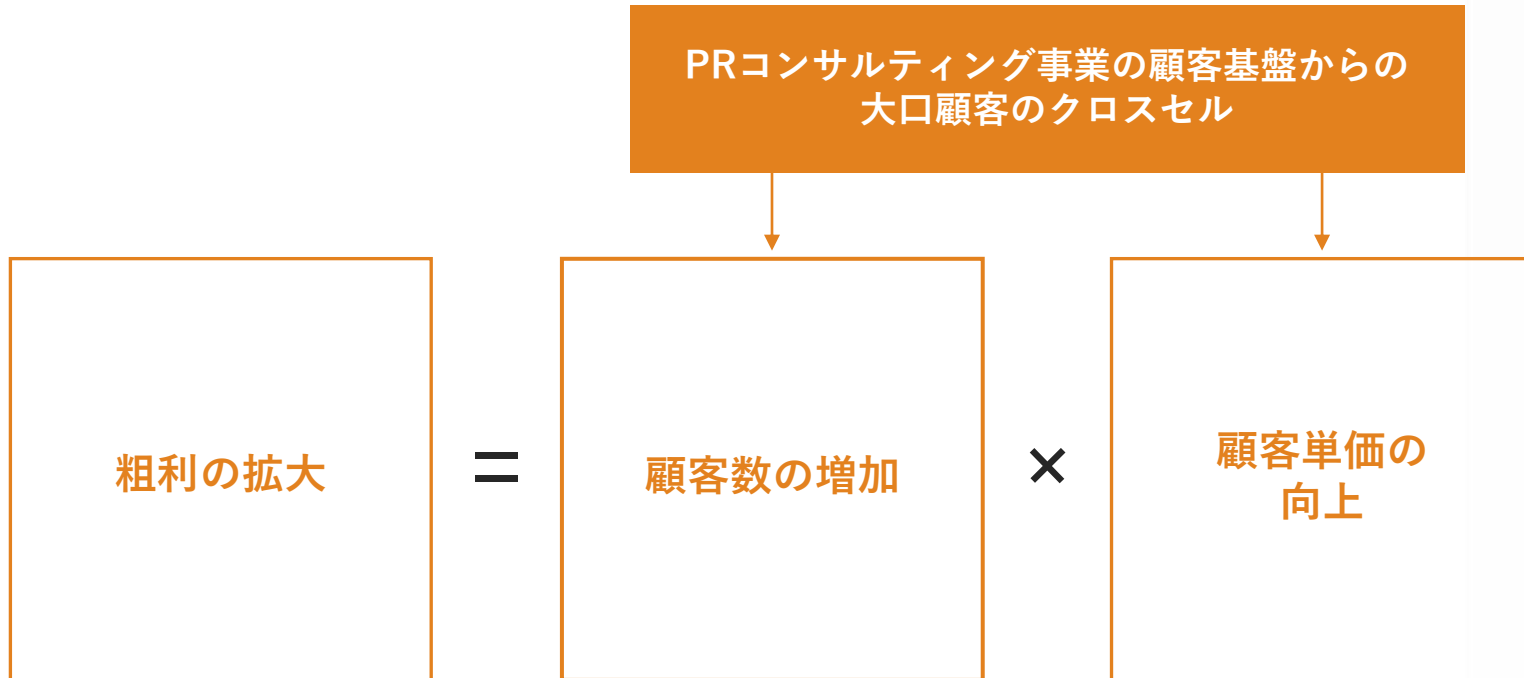 PRコンサルティング事業の顧客基盤からの
大口顧客のクロスセル
粗利の拡大
=
顧客数の増加
×
顧客単価の
向上